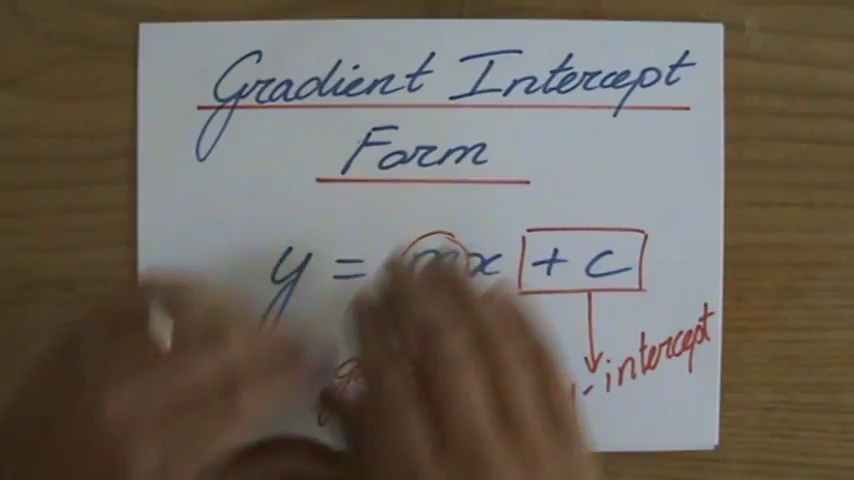 Gradient Intercept
Form
y = mx + c
-intercept